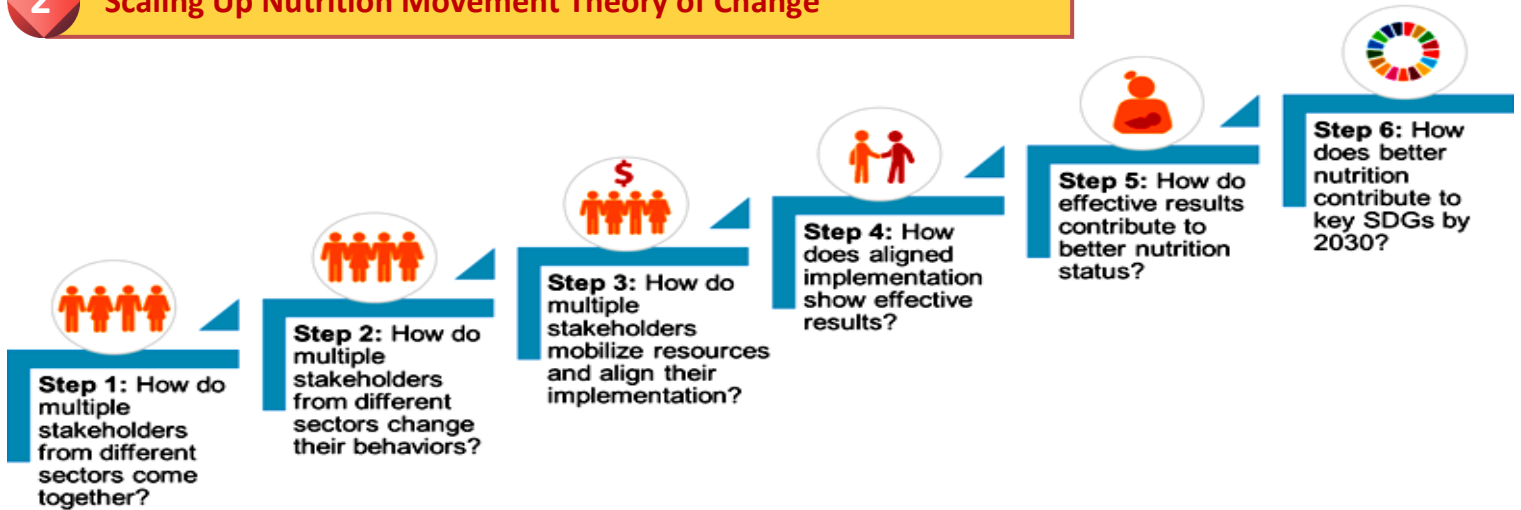 2
Scaling Up Nutrition Movement Theory of Change
Step 1: How do
multiple
stakeholders
from different
sectors come
together?
Step 2: How do
multiple
stakeholders
from different
sectors change
their behaviors?
$
Step 3: How do
multiple
stakeholders
mobilize resources
and align their
implementation?
Step 4: How
does aligned
implementation
show effective
results?
Step 5: How do
effective results
contribute to
better nutrition
status?
Step 6: How
does better
nutrition
contribute to
key SDGs by
2030?